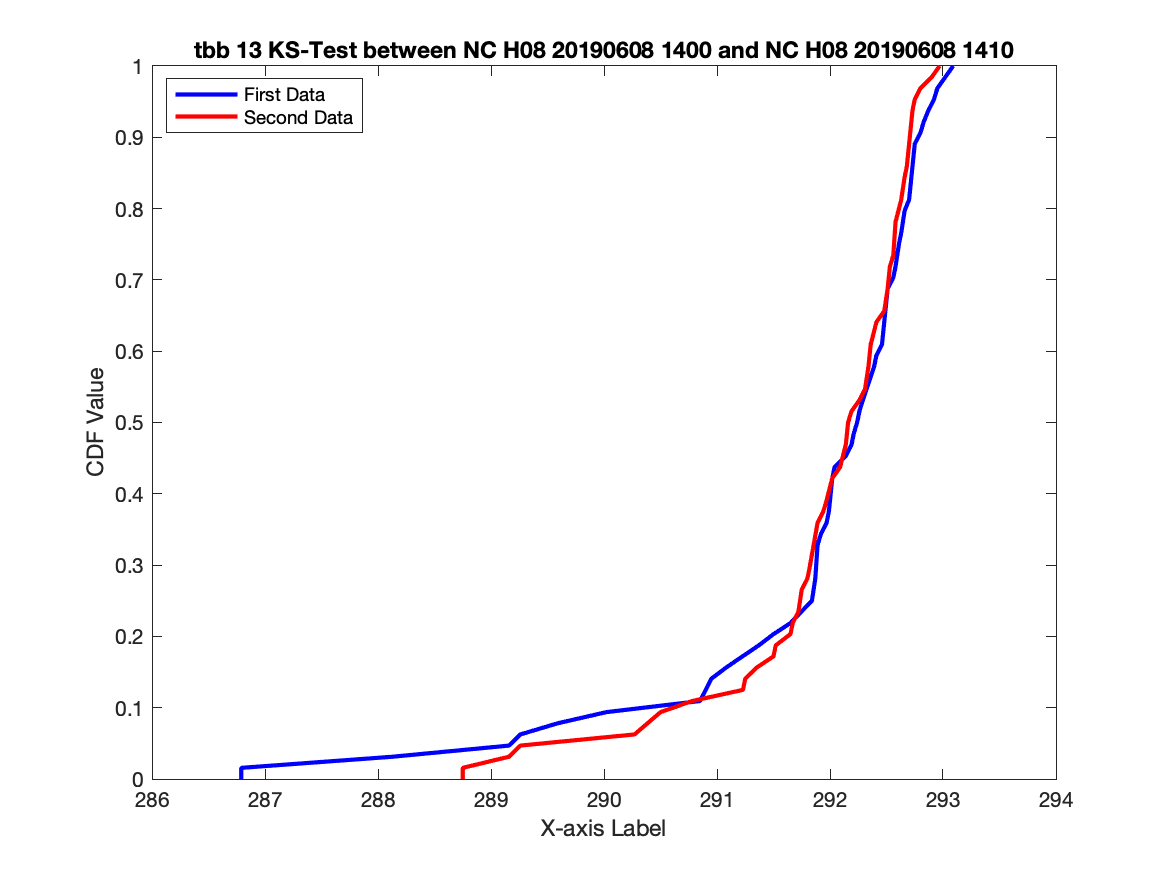 tbb 13 KS-Test between NC H08 20190608 1400 and NC H08 20190608 1410
First Data
Second Data
1
0.9
0.8
0.7
0.6
0.5
0.4
0.3
0.2
0.1
0
CDF Value
286 287 288 289 290 291 292 293 294
X-axis Label